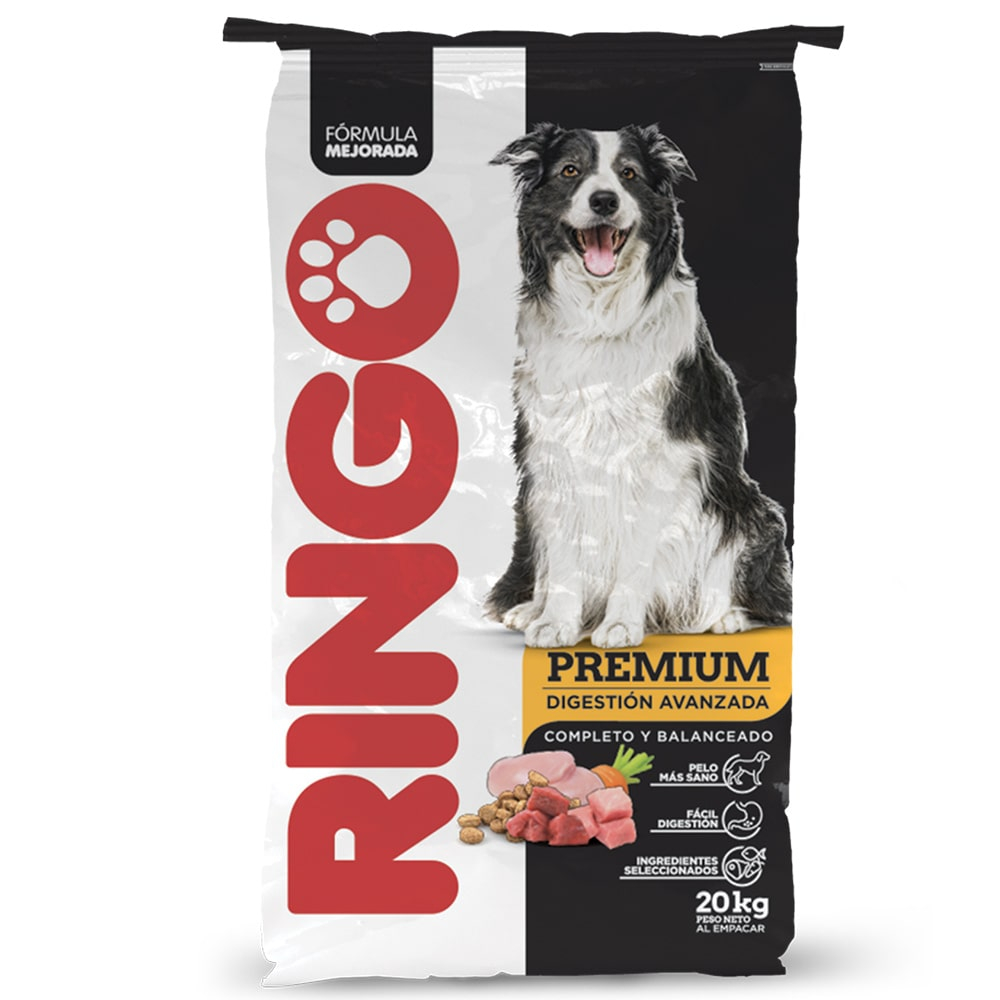 FÓRMULA
MEJORADA
RINGO
PREMIUM
DIGESTIÓN AVANZADA
COMPLETO Y BALANCEADO
PELO
MÁS SANO
FÁCIL
DIGESTIÓN
INGREDIENTES
SELECCIONADOS
20kg
PESO NETO
AL EMPACAR